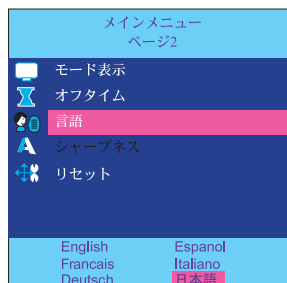 メインメニュー
ページ2
モード表示
オフタイム
言語
シャープネス
リセット
English Espanol
Francais Italiano
Deutsch 日本語